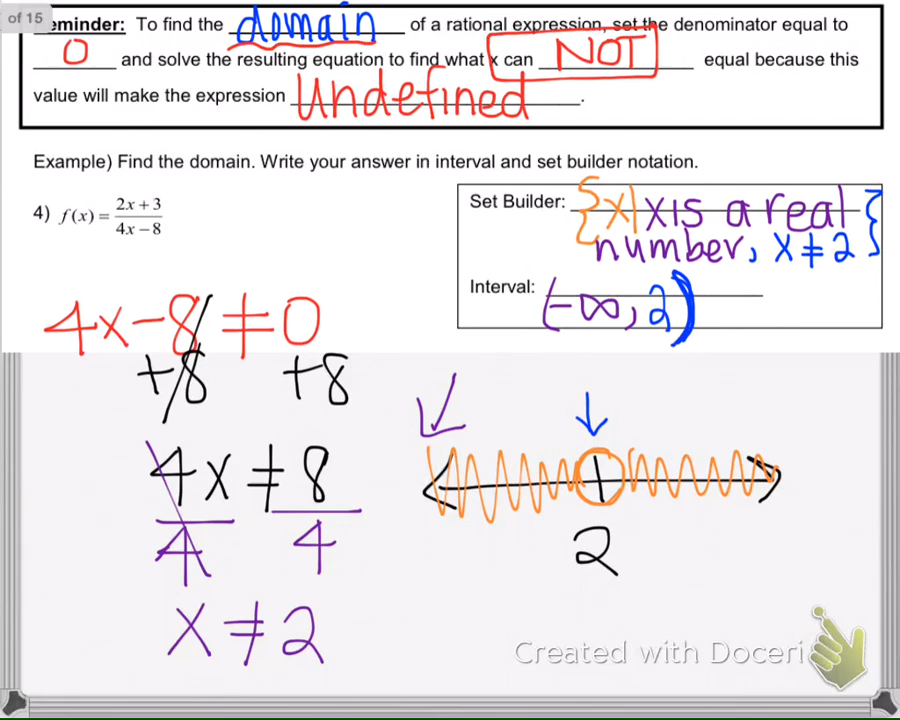 of 15
eminder: To find the domain of a rational expression, set the denominator equal to
0 and solve the resulting equation to find what x can NOT equal because this
value will make the expression Undefined.
Example) Find the domain. Write your answer in interval and set builder notation.
4) f(x) = (2x + 3)/(4x − 8)
Set Builder: {x|x is a real
number, x ≠ 2}
Interval: (-∞, 2)
4x-8 ≠ 0
+8 +8
4x ≠ 8
4 4
x ≠ 2
2
Created with Doceri